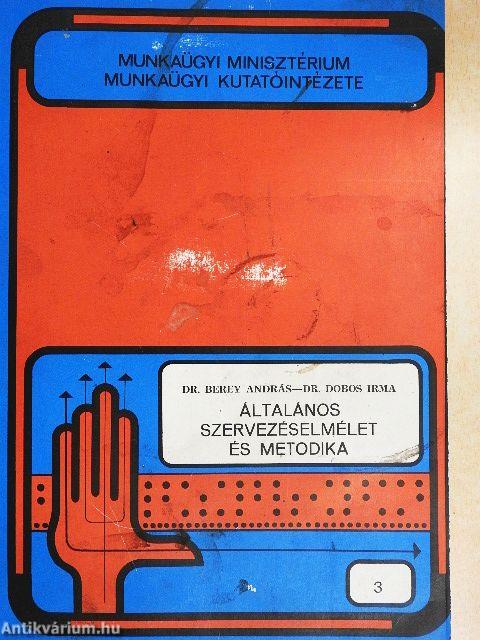 MUNKAÜGYI MINISZTÉRIUM
MUNKAÜGYI KUTATÓINTÉZETE
DR. BEREY ANDRÁS—DR. DOBOS IRMA
ÁLTALÁNOS
SZERVEZÉSELMÉLET
ÉS METODIKA
3
Antikvárium.hu